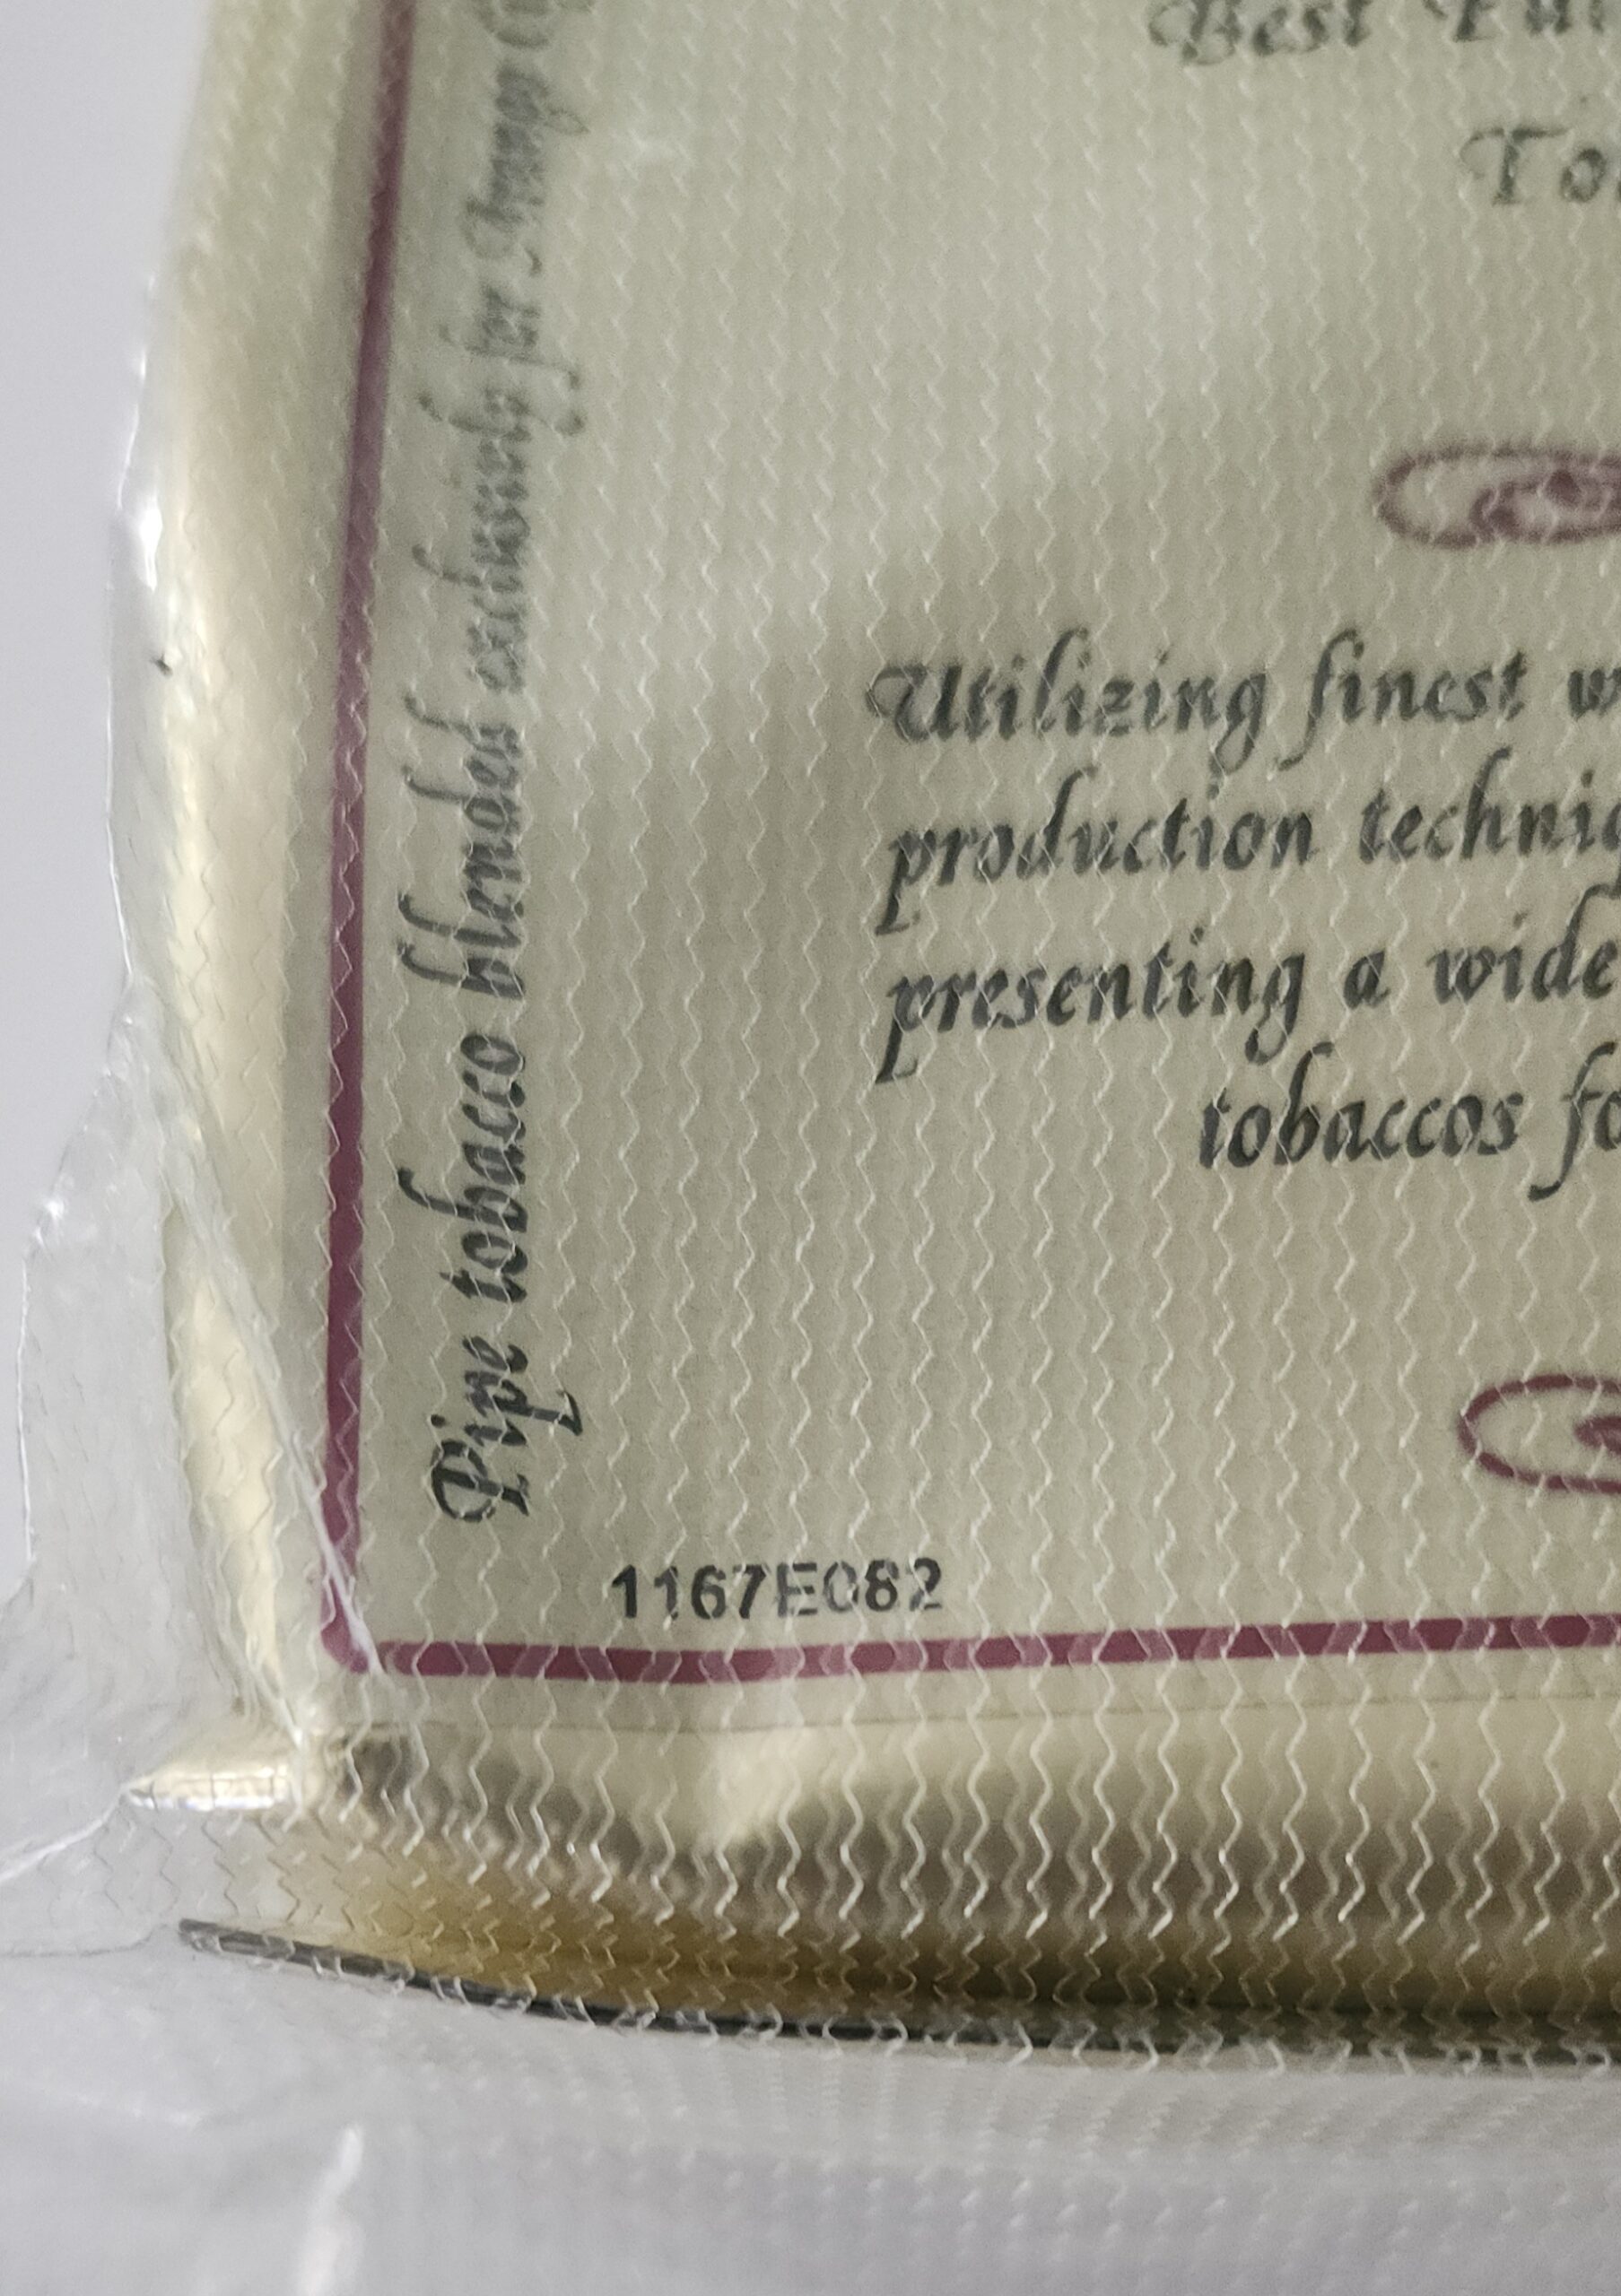 Best
To
Utilizing finest
production techni
presenting a wide
tobaccos fo
Pipe tobacco blended exclusively for
1167E082